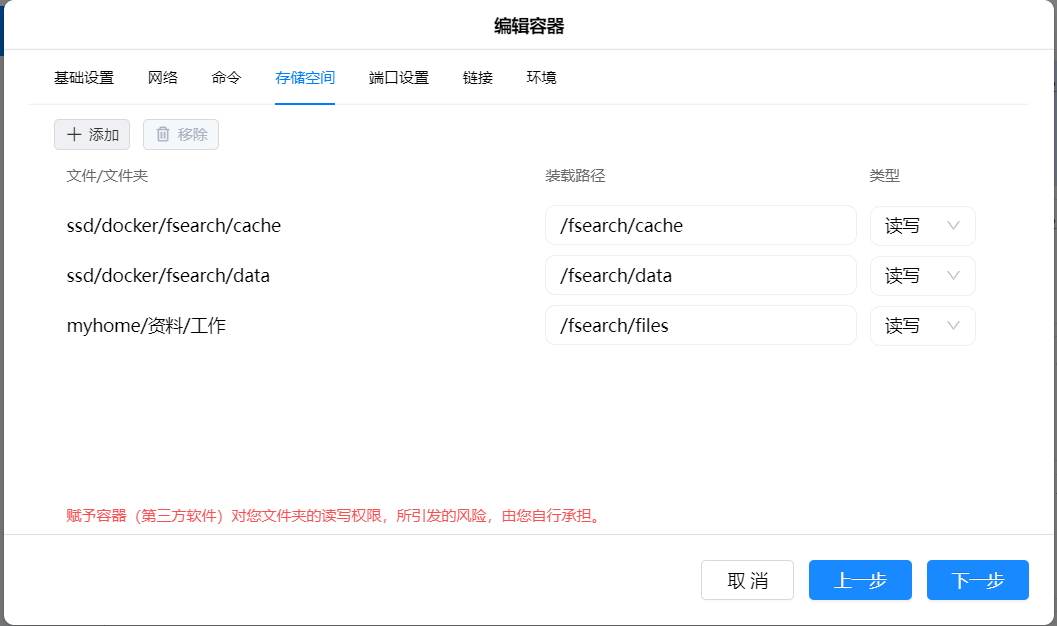 编辑容器
基础设置 网络 命令 存储空间 端口设置 链接 环境
添加 移除
文件/文件夹 装载路径 类型
ssd/docker/fsearch/cache /fsearch/cache 读写
ssd/docker/fsearch/data /fsearch/data 读写
myhome/资料/工作 /fsearch/files 读写
赋予容器（第三方软件）对您文件夹的读写权限，所引发的风险，由您自行承担。
取 消 上一步 下一步